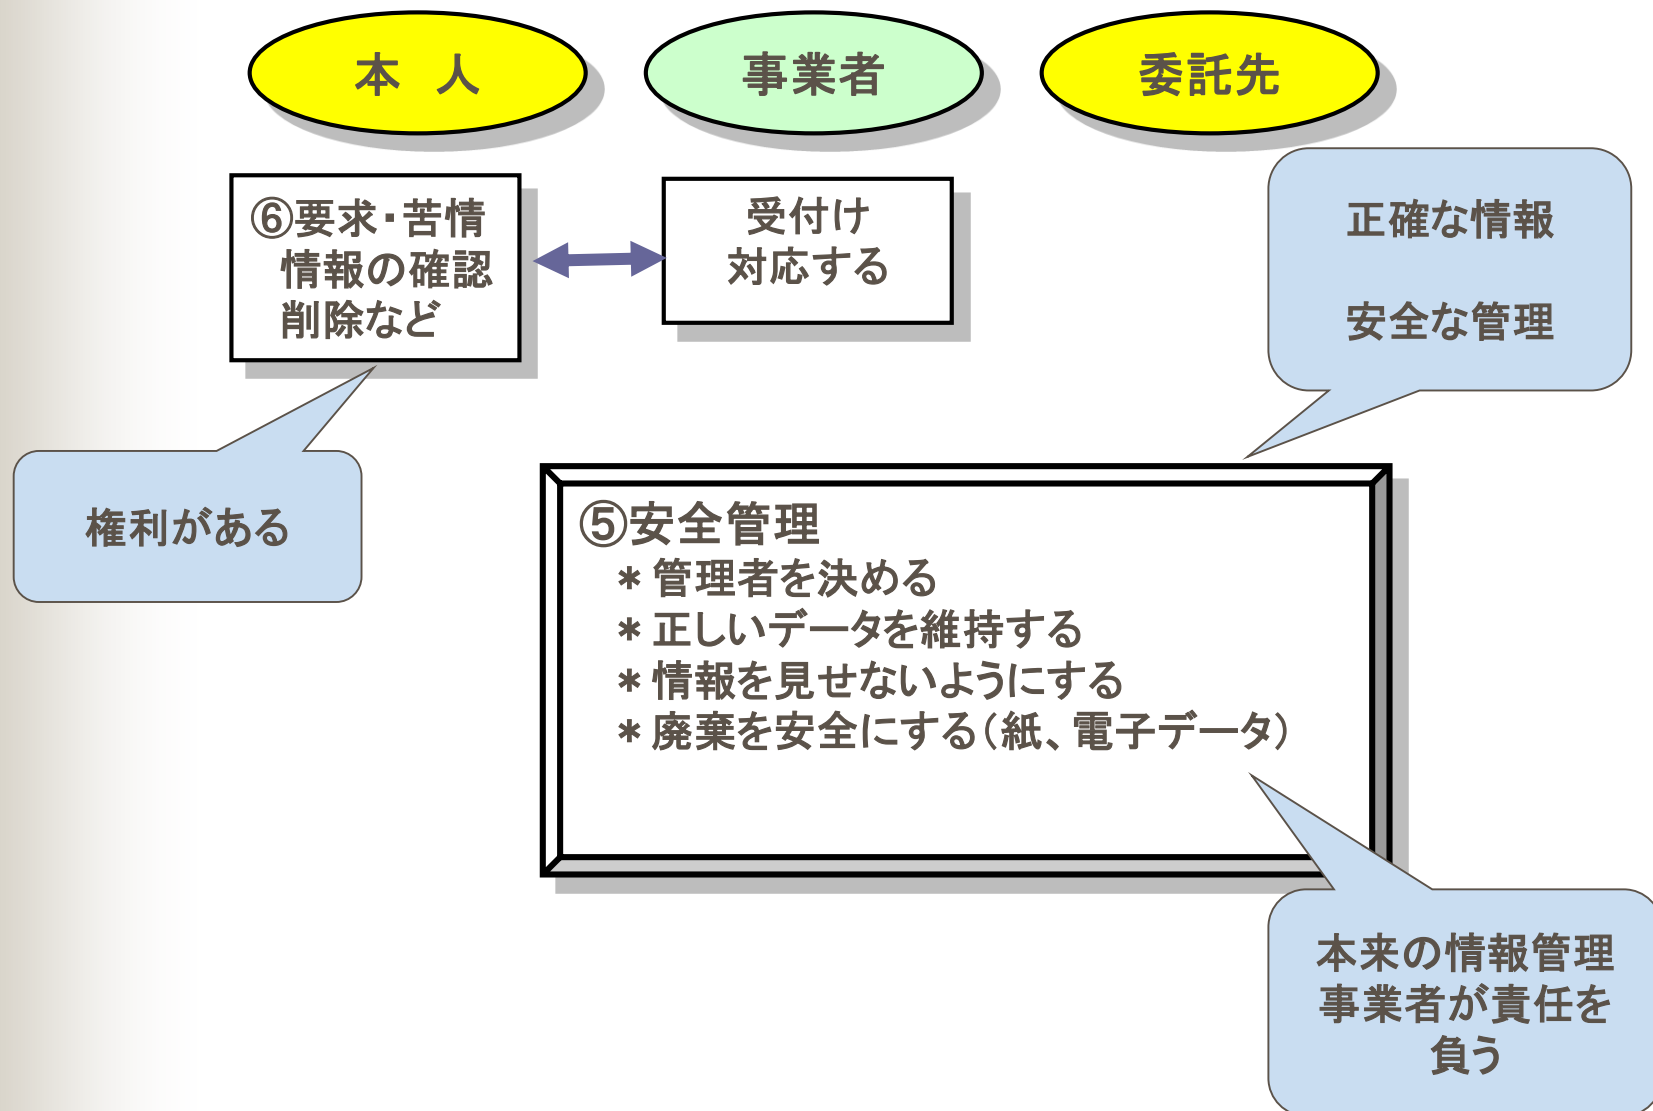 本　人
事業者
委託先
⑥要求・苦情
情報の確認
削除など
受付け
対応する
正確な情報
安全な管理
権利がある
⑤安全管理
＊管理者を決める
＊正しいデータを維持する
＊情報を見せないようにする
＊廃棄を安全にする（紙、電子データ）
本来の情報管理
事業者が責任を
負う